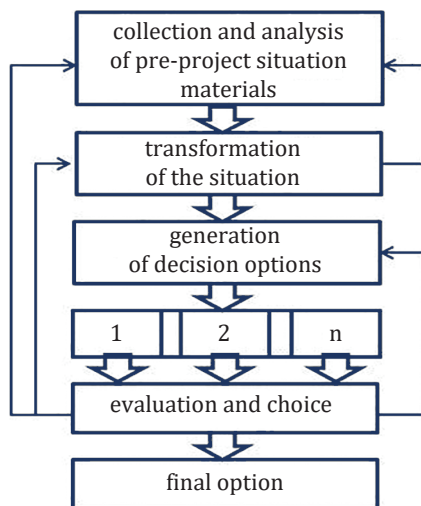 collection and analysis
of pre-project situation
materials
transformation
of the situation
generation
of decision options
1 2 n
evaluation and choice
final option